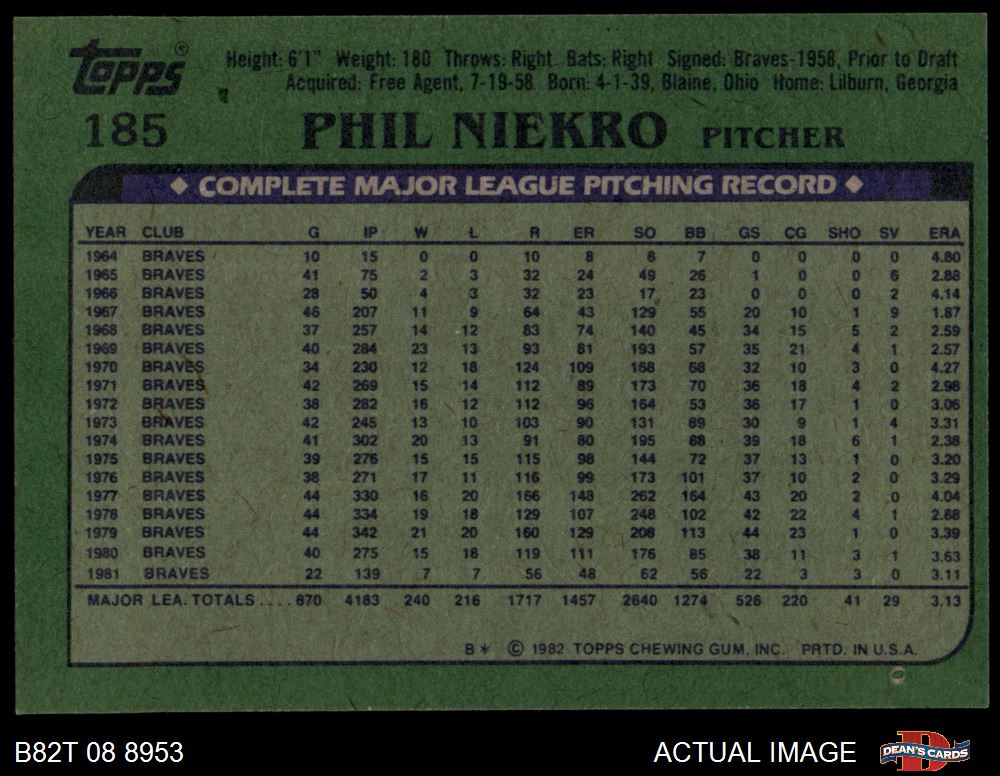 Topps®
Height: 6'1" Weight: 180 Throws: Right Bats: Right Signed: Braves-1958, Prior to Draft
Acquired: Free Agent, 7-19-58 Born: 4-1-39, Blaine, Ohio Home: Lilburn, Georgia
185 PHIL NIEKRO PITCHER
◆ COMPLETE MAJOR LEAGUE PITCHING RECORD ◆
YEAR CLUB G IP W L R ER SO BB GS CG SHO SV ERA
1964 BRAVES 10 15 0 0 10 8 8 7 0 0 0 0 4.80
1965 BRAVES 41 75 2 3 32 24 49 26 1 0 0 6 2.88
1966 BRAVES 28 50 4 3 32 23 17 23 0 0 0 2 4.14
1967 BRAVES 46 207 11 9 64 43 129 55 20 10 1 9 1.87
1968 BRAVES 37 257 14 12 83 74 140 45 34 15 5 2 2.59
1969 BRAVES 40 284 23 13 93 81 193 57 35 21 4 1 2.57
1970 BRAVES 34 230 12 18 124 109 168 68 32 10 3 0 4.27
1971 BRAVES 42 269 15 14 112 89 173 70 36 18 4 2 2.98
1972 BRAVES 38 282 16 12 112 96 164 53 36 17 1 0 3.06
1973 BRAVES 42 245 13 10 103 90 131 89 30 9 1 4 3.31
1974 BRAVES 41 302 20 13 91 80 195 88 39 18 6 1 2.38
1975 BRAVES 39 276 15 15 115 98 144 72 37 13 1 0 3.20
1976 BRAVES 38 271 17 11 116 99 173 101 37 10 2 0 3.29
1977 BRAVES 44 330 16 20 166 148 262 164 43 20 2 0 4.04
1978 BRAVES 44 334 19 18 129 107 248 102 42 22 4 1 2.88
1979 BRAVES 44 342 21 20 160 129 208 113 44 23 1 0 3.39
1980 BRAVES 40 275 15 18 119 111 176 85 38 11 3 1 3.63
1981 BRAVES 22 139 7 7 56 48 62 56 22 3 3 0 3.11
MAJOR LEA. TOTALS.... 670 4183 240 216 1717 1457 2640 1274 526 220 41 29 3.13
B* © 1982 TOPPS CHEWING GUM, INC. PRTD. IN U.S.A.
B82T 08 8953 ACTUAL IMAGE DEAN'S CARDS